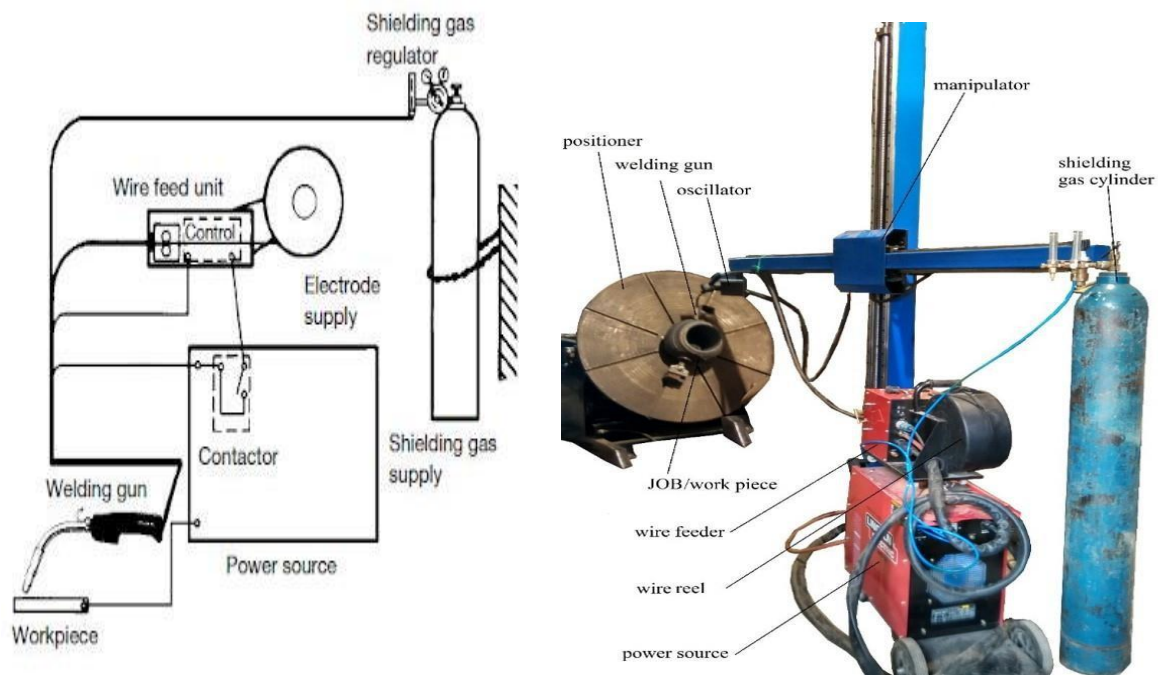 Shielding gas
regulator
Wire feed unit
Control
Electrode
supply
Contactor
Shielding gas
supply
Welding gun
Power source
Workpiece
manipulator
positioner
welding gun
oscillator
shielding
gas cylinder
JOB/work piece
wire feeder
wire reel
power source